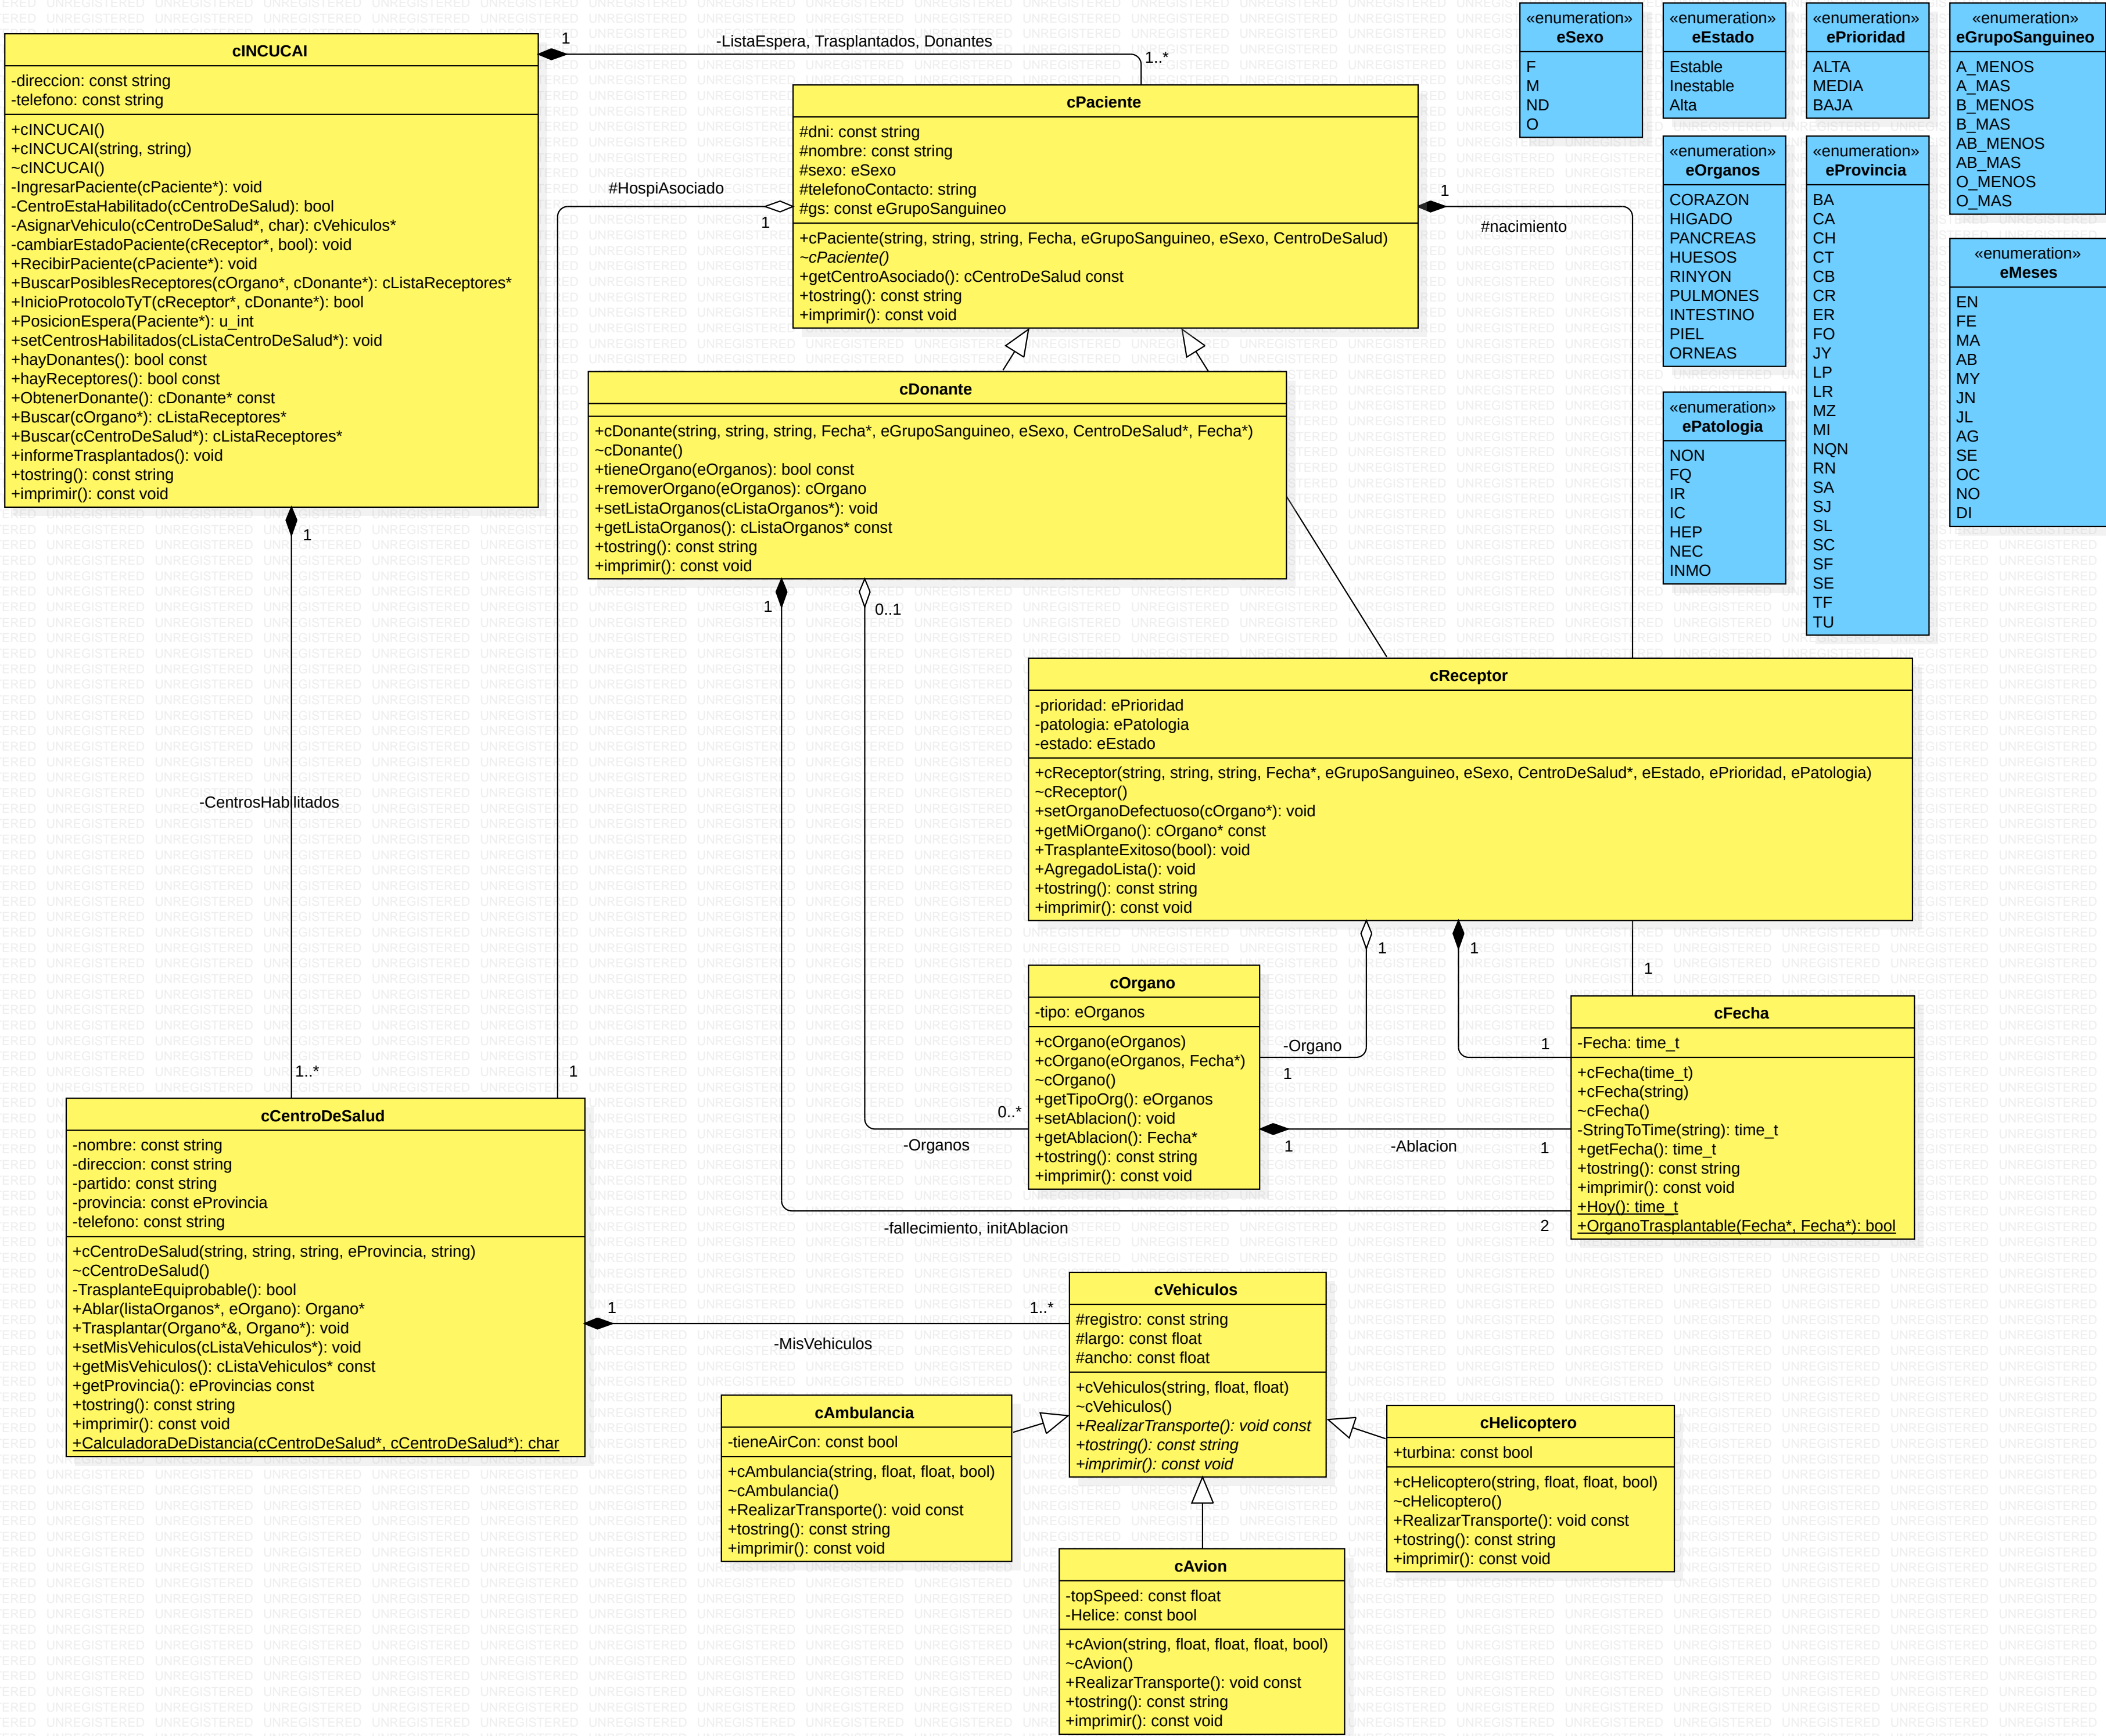 cINCUCAI
-direccion: const string
-telefono: const string
+cINCUCAI()
+cINCUCAI(string, string)
~cINCUCAI()
-IngresarPaciente(cPaciente*): void
-CentroEstaHabilitado(cCentroDeSalud): bool
-AsignarVehiculo(cCentroDeSalud*, char): cVehiculos*
-cambiarEstadoPaciente(cReceptor*, bool): void
+RecibirPaciente(cPaciente*): void
+BuscarPosiblesReceptores(cOrgano*, cDonante*): cListaReceptores*
+InicioProtocoloTyT(cReceptor*, cDonante*): bool
+PosicionEspera(Paciente*): u_int
+setCentrosHabilitados(cListaCentroDeSalud*): void
+hayDonantes(): bool const
+hayReceptores(): bool const
+ObtenerDonante(): cDonante* const
+Buscar(cOrgano*): cListaReceptores*
+Buscar(cCentroDeSalud*): cListaReceptores*
+informeTrasplantados(): void
+tostring(): const string
+imprimir(): const void
1
-ListaEspera, Trasplantados, Donantes
1..*
cPaciente
#dni: const string
#nombre: const string
#sexo: eSexo
#telefonoContacto: string
#gs: const eGrupoSanguineo
+cPaciente(string, string, string, Fecha, eGrupoSanguineo, eSexo, CentroDeSalud)
~cPaciente()
+getCentroAsociado(): cCentroDeSalud const
+tostring(): const string
+imprimir(): const void
#HospiAsociado
1
1
#nacimiento
«enumeration»
eSexo
F
M
ND
O
«enumeration»
eEstado
Estable
Inestable
Alta
«enumeration»
ePrioridad
ALTA
MEDIA
BAJA
«enumeration»
eGrupoSanguineo
A_MENOS
A_MAS
B_MENOS
B_MAS
AB_MENOS
AB_MAS
O_MENOS
O_MAS
«enumeration»
eOrganos
CORAZON
HIGADO
PANCREAS
HUESOS
RINYON
PULMONES
INTESTINO
PIEL
ORNEAS
«enumeration»
eProvincia
BA
CA
CH
CT
CB
CR
ER
FO
JY
LP
LR
MZ
MI
NQN
RN
SA
SJ
SL
SC
SF
SE
TF
TU
«enumeration»
eMeses
EN
FE
MA
AB
MY
JN
JL
AG
SE
OC
NO
DI
«enumeration»
ePatologia
NON
FQ
IR
IC
HEP
NEC
INMO
cDonante
+cDonante(string, string, string, Fecha*, eGrupoSanguineo, eSexo, CentroDeSalud*, Fecha*)
~cDonante()
+tieneOrgano(eOrganos): bool const
+removerOrgano(eOrganos): cOrgano
+setListaOrganos(cListaOrganos*): void
+getListaOrganos(): cListaOrganos* const
+tostring(): const string
+imprimir(): const void
1
1
0..1
cReceptor
-prioridad: ePrioridad
-patologia: ePatologia
-estado: eEstado
+cReceptor(string, string, string, Fecha*, eGrupoSanguineo, eSexo, CentroDeSalud*, eEstado, ePrioridad, ePatologia)
~cReceptor()
+setOrganoDefectuoso(cOrgano*): void
+getMiOrgano(): cOrgano* const
+TrasplanteExitoso(bool): void
+AgregadoLista(): void
+tostring(): const string
+imprimir(): const void
-CentrosHabilitados
1
1
1
cOrgano
-tipo: eOrganos
+cOrgano(eOrganos)
+cOrgano(eOrganos, Fecha*)
~cOrgano()
+getTipoOrg(): eOrganos
+setAblacion(): void
+getAblacion(): Fecha*
+tostring(): const string
+imprimir(): const void
-Organo
1
1
cFecha
-Fecha: time_t
+cFecha(time_t)
+cFecha(string)
~cFecha()
-StringToTime(string): time_t
+getFecha(): time_t
+tostring(): const string
+imprimir(): const void
+Hoy(): time_t
+OrganoTrasplantable(Fecha*, Fecha*): bool
1..*
1
0..*
-Organos
1
-Ablacion
1
-fallecimiento, initAblacion
2
cCentroDeSalud
-nombre: const string
-direccion: const string
-partido: const string
-provincia: const eProvincia
-telefono: const string
+cCentroDeSalud(string, string, string, eProvincia, string)
~cCentroDeSalud()
-TrasplanteEquiprobable(): bool
+Ablar(listaOrganos*, eOrgano): Organo*
+Trasplantar(Organo*&, Organo*): void
+setMisVehiculos(cListaVehiculos*): void
+getMisVehiculos(): cListaVehiculos* const
+getProvincia(): eProvincias const
+tostring(): const string
+imprimir(): const void
+CalculadoraDeDistancia(cCentroDeSalud*, cCentroDeSalud*): char
1
1..*
-MisVehiculos
cVehiculos
#registro: const string
#largo: const float
#ancho: const float
+cVehiculos(string, float, float)
~cVehiculos()
+RealizarTransporte(): void const
+tostring(): const string
+imprimir(): const void
cAmbulancia
-tieneAirCon: const bool
+cAmbulancia(string, float, float, bool)
~cAmbulancia()
+RealizarTransporte(): void const
+tostring(): const string
+imprimir(): const void
cHelicoptero
+turbina: const bool
+cHelicoptero(string, float, float, bool)
~cHelicoptero()
+RealizarTransporte(): void const
+tostring(): const string
+imprimir(): const void
cAvion
-topSpeed: const float
-Helice: const bool
+cAvion(string, float, float, float, bool)
~cAvion()
+RealizarTransporte(): void const
+tostring(): const string
+imprimir(): const void
UNREGISTERED